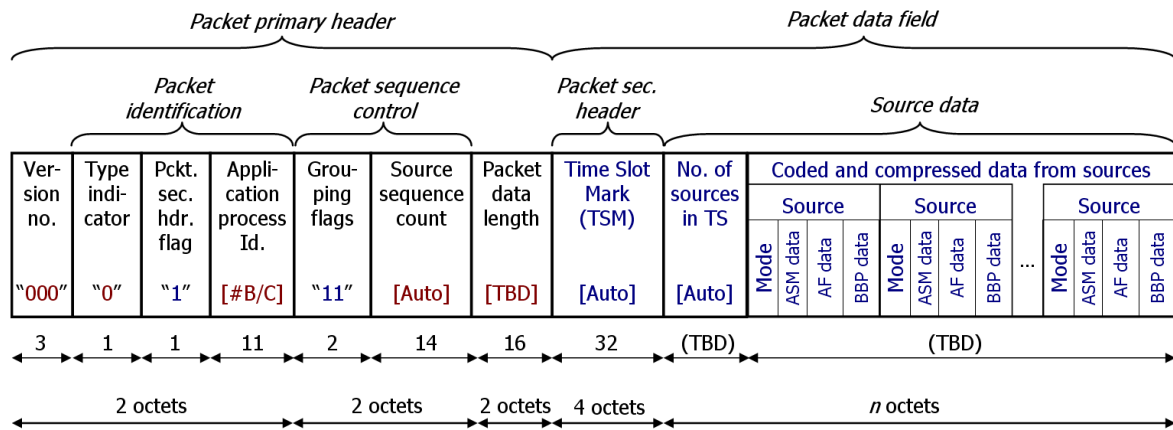 Packet primary header
Packet data field
Packet identification
Packet sequence control
Packet sec. header
Source data
Ver-
sion
no.
"000"
Type
indi-
cator
"0"
Pckt.
sec.
hdr.
flag
"1"
Appli-
cation
process
Id.
[#B/C]
Grou-
ping
flags
"11"
Source
sequence
count
[Auto]
Packet
data
length
[TBD]
Time Slot
Mark
(TSM)
[Auto]
No. of
sources
in TS
[Auto]
Coded and compressed data from sources
Source
Mode
ASM data
AF data
BBP data
Source
Mode
ASM data
AF data
BBP data
...
Source
Mode
ASM data
AF data
BBP data
3 1 1 11 2 14 16 32 (TBD) (TBD)
2 octets 2 octets 2 octets 4 octets n octets